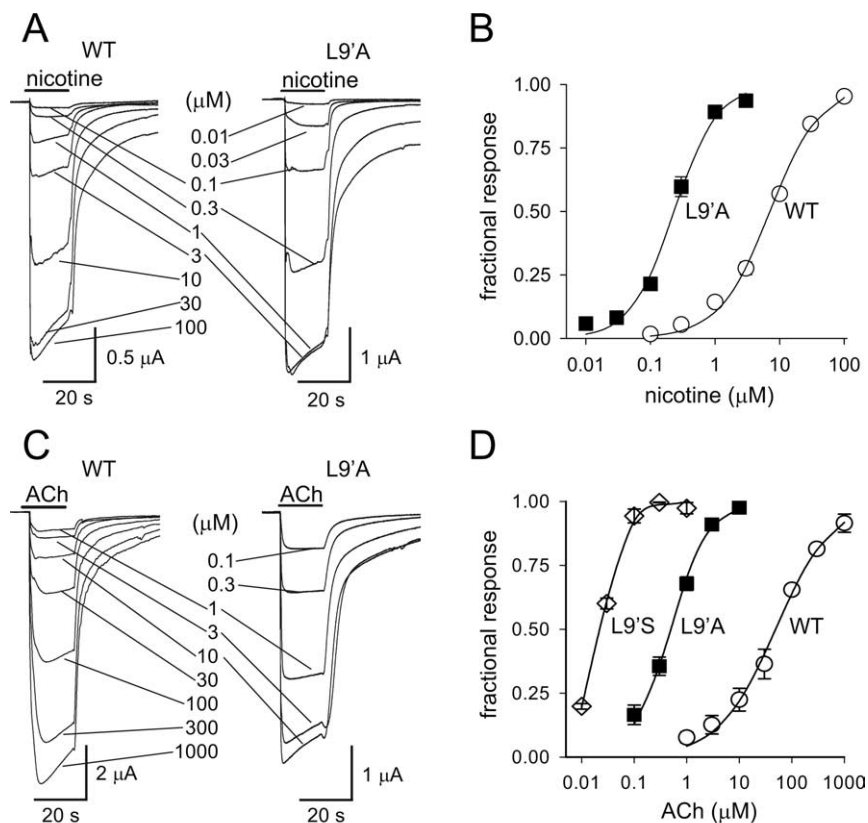 A
WT
L9'A
nicotine
nicotine
(μM)
0.01
0.03
0.1
0.3
1
3
10
30
100
0.5 μA
1 μA
20 s
20 s
B
fractional response
1.00
0.75
0.50
0.25
0.00
L9'A
WT
0.01
0.1
1
10
100
nicotine (μM)
C
WT
L9'A
ACh
ACh
(μM)
0.1
0.3
1
3
10
30
100
300
1000
2 μA
1 μA
20 s
20 s
D
fractional response
1.00
0.75
0.50
0.25
0.00
L9'S
L9'A
WT
0.01
0.1
1
10
100
1000
ACh (μM)